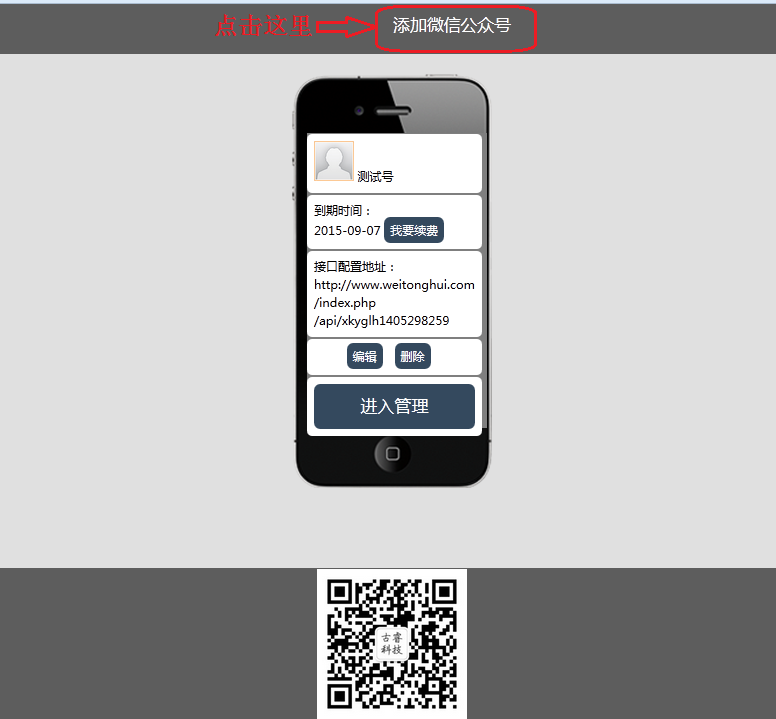 点击这里
添加微信公众号
测试号
到期时间：
2015-09-07 我要续费
接口配置地址：
http://www.weitonghui.com
/index.php
/api/xkyglh1405298259
编辑 删除
进入管理
古睿
科技